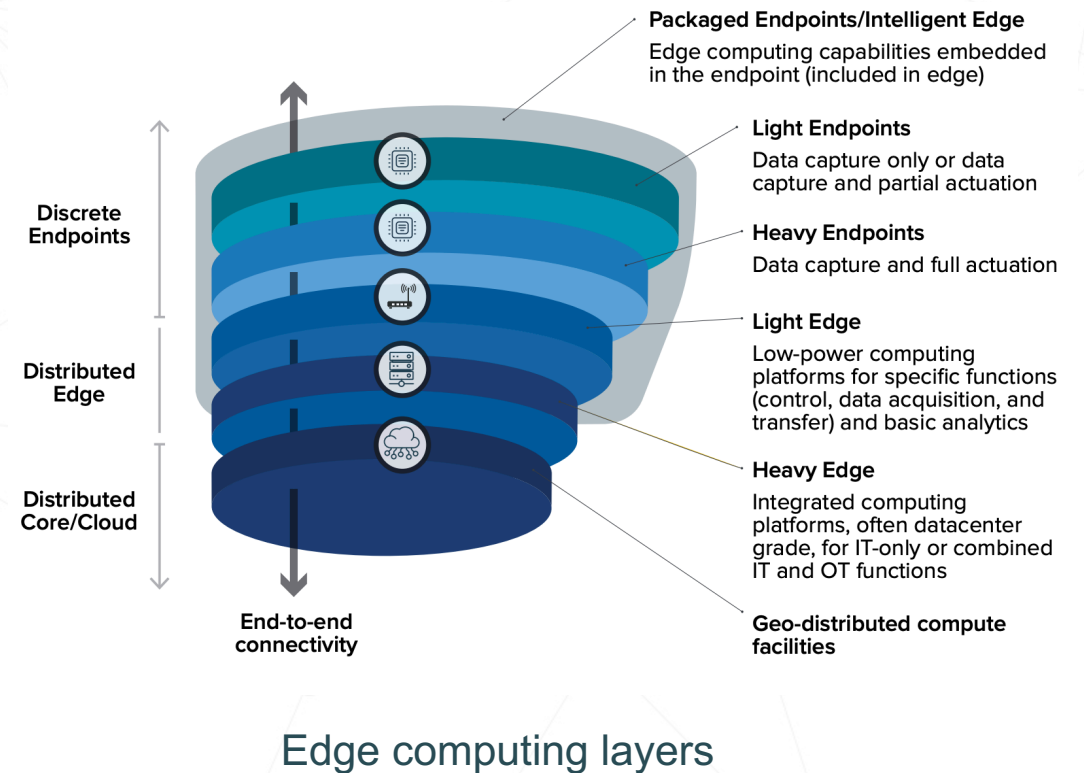 Packaged Endpoints/Intelligent Edge
Edge computing capabilities embedded
in the endpoint (included in edge)
Light Endpoints
Data capture only or data
capture and partial actuation
Heavy Endpoints
Data capture and full actuation
Light Edge
Low-power computing
platforms for specific functions
(control, data acquisition, and
transfer) and basic analytics
Heavy Edge
Integrated computing
platforms, often datacenter
grade, for IT-only or combined
IT and OT functions
Geo-distributed compute
facilities
Discrete
Endpoints
Distributed
Edge
Distributed
Core/Cloud
End-to-end
connectivity
Edge computing layers